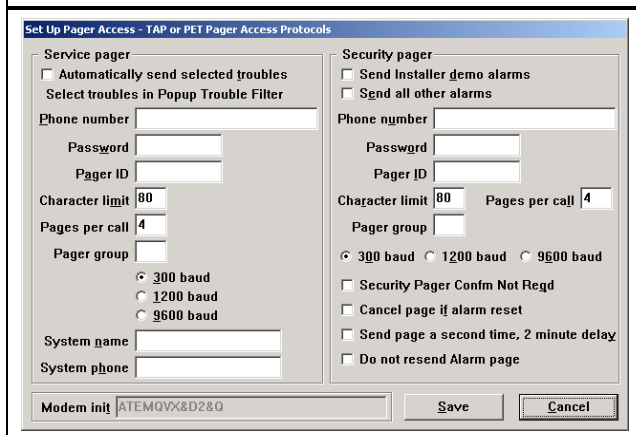 Set Up Pager Access - TAP or PET Pager Access Protocols
Service pager
Automatically send selected troubles
Select troubles in Popup Trouble Filter
Phone number
Password
Pager ID
Character limit 80
Pages per call 4
Pager group
300 baud
1200 baud
9600 baud
System name
System phone
Security pager
Send Installer demo alarms
Send all other alarms
Phone number
Password
Pager ID
Character limit 80 Pages per call 4
Pager group
300 baud 1200 baud 9600 baud
Security Pager Confm Not Reqd
Cancel page if alarm reset
Send page a second time, 2 minute delay
Do not resend Alarm page
Modem init ATEMQVX&D2&Q
Save Cancel